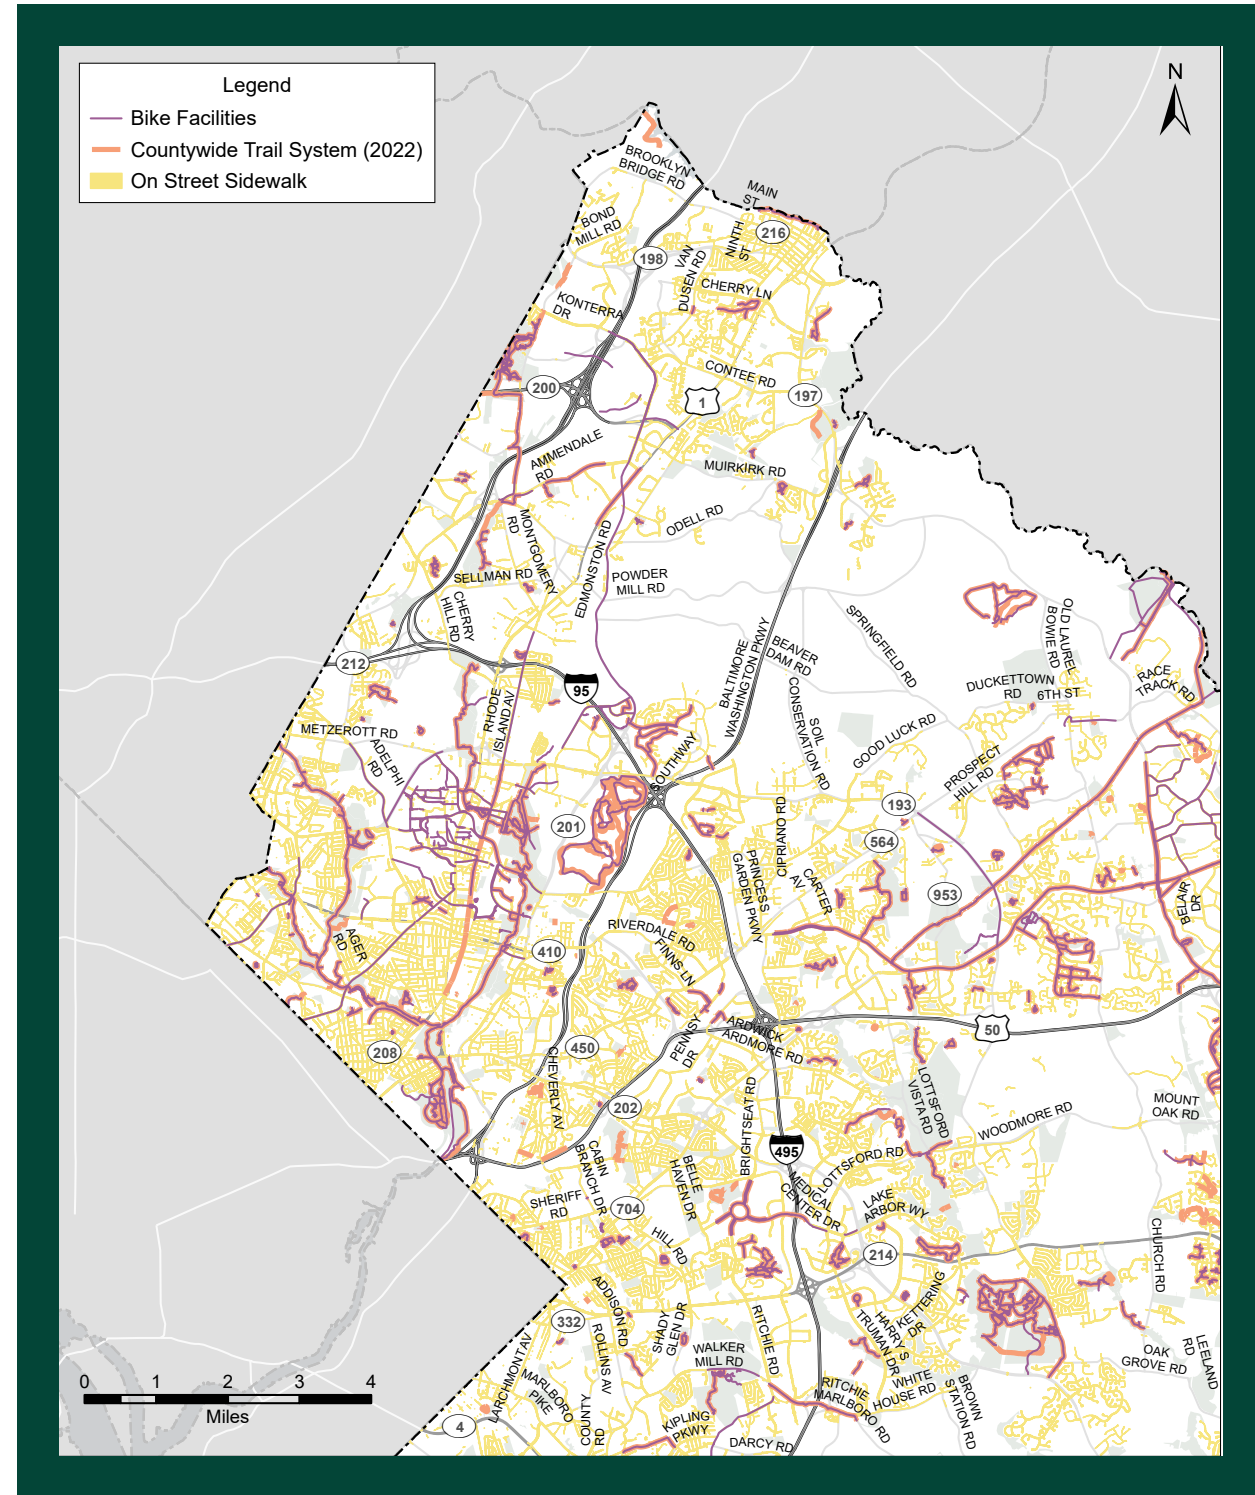 Legend
Bike Facilities
Countywide Trail System (2022)
On Street Sidewalk
N
BROOKLYN
BRIDGE RD
MAIN
ST
BOND
MILL RD
NINTH
ST
216
198
VAN
DUSEN RD
CHERRY LN
KONTERRA
DR
CONTEE RD
200
1
197
AMMENDALE
RD
MUIRKIRK RD
MONTGOMERY
RD
ODELL RD
EDMONSTON RD
SELLMAN RD
POWDER
MILL RD
CHERRY
HILL RD
SPRINGFIELD RD
OLD LAUREL
BOWIE RD
BEAVER
DAM RD
BALTIMORE
WASHINGTON PKWY
212
95
DUCKETTOWN
RD
6TH ST
RACE
TRACK RD
RHODE
ISLAND AV
METZEROTT RD
ADELPHI
RD
SOIL
CONSERVATION RD
GOOD LUCK RD
SOUTHWAY
PROSPECT
HILL RD
193
201
CIPRIANO RD
564
PRINCESS
GARDEN PKWY
CARTER
AV
953
BELAIR
DR
AGER
RD
RIVERDALE RD
FINNS LN
410
208
450
PENNSY
DR
ARDWICK
ARDMORE RD
50
CHEVERLY AV
LOTTSFORD
VISTA RD
202
BRIGHTSEAT RD
WOODMORE RD
MOUNT
OAK RD
495
CABIN
BRANCH DR
BELLE
HAVEN DR
LOTTSFORD RD
MEDICAL
CENTER DR
SHERIFF
RD
704
LAKE
ARBOR WY
HILL RD
214
CHURCH RD
ADDISON RD
KETTERING
DR
332
ROLLINS AV
SHADY
GLEN DR
RITCHIE RD
HARRY S
TRUMAN DR
WALKER
MILL RD
OAK
GROVE RD
LEELAND
RD
LARCHMONT AV
MARLBORO
PIKE
RITCHIE
MARLBORO RD
WHITE
HOUSE RD
BROWN
STATION RD
COUNTY
RD
KIPLING
PKWY
DARCY RD
4
0 1 2 3 4
Miles